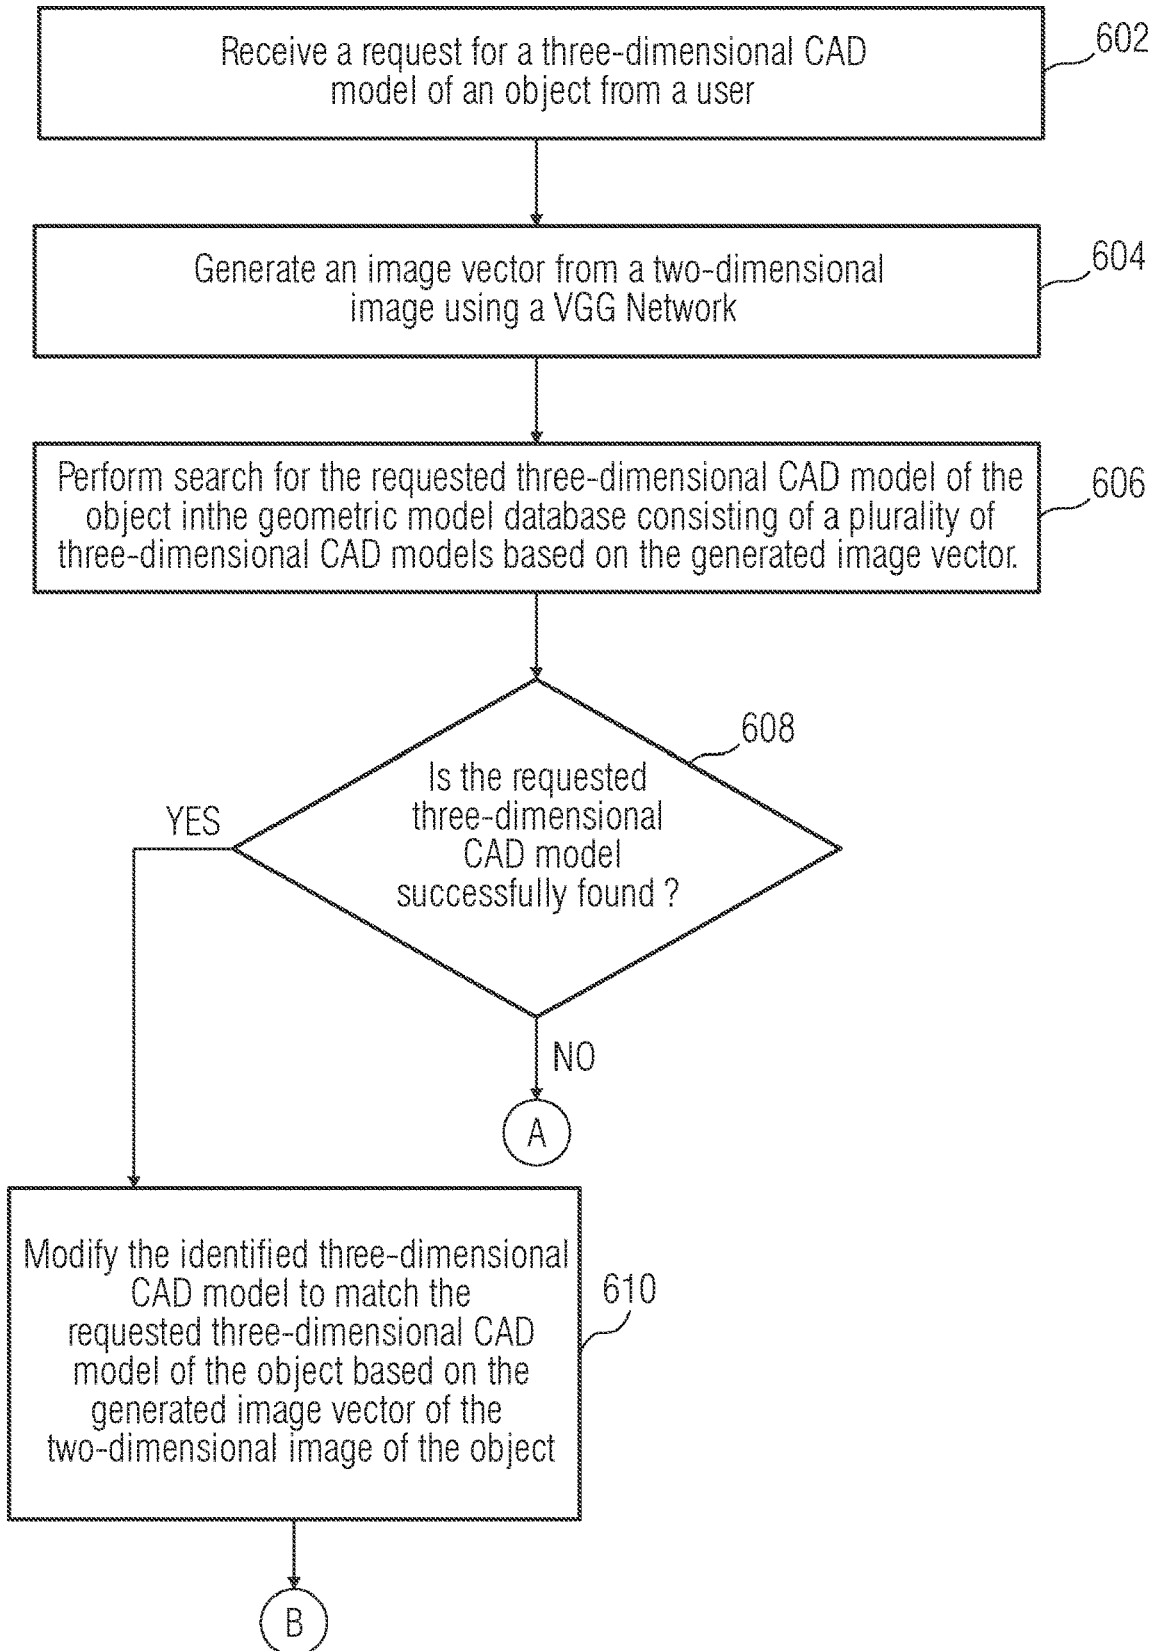 Receive a request for a three-dimensional CAD
model of an object from a user
602
Generate an image vector from a two-dimensional
image using a VGG Network
604
Perform search for the requested three-dimensional CAD model of the
object inthe geometric model database consisting of a plurality of
three-dimensional CAD models based on the generated image vector.
606
608
Is the requested
three-dimensional
CAD model
successfully found ?
YES
NO
A
Modify the identified three-dimensional
CAD model to match the
requested three-dimensional CAD
model of the object based on the
generated image vector of the
two-dimensional image of the object
610
B